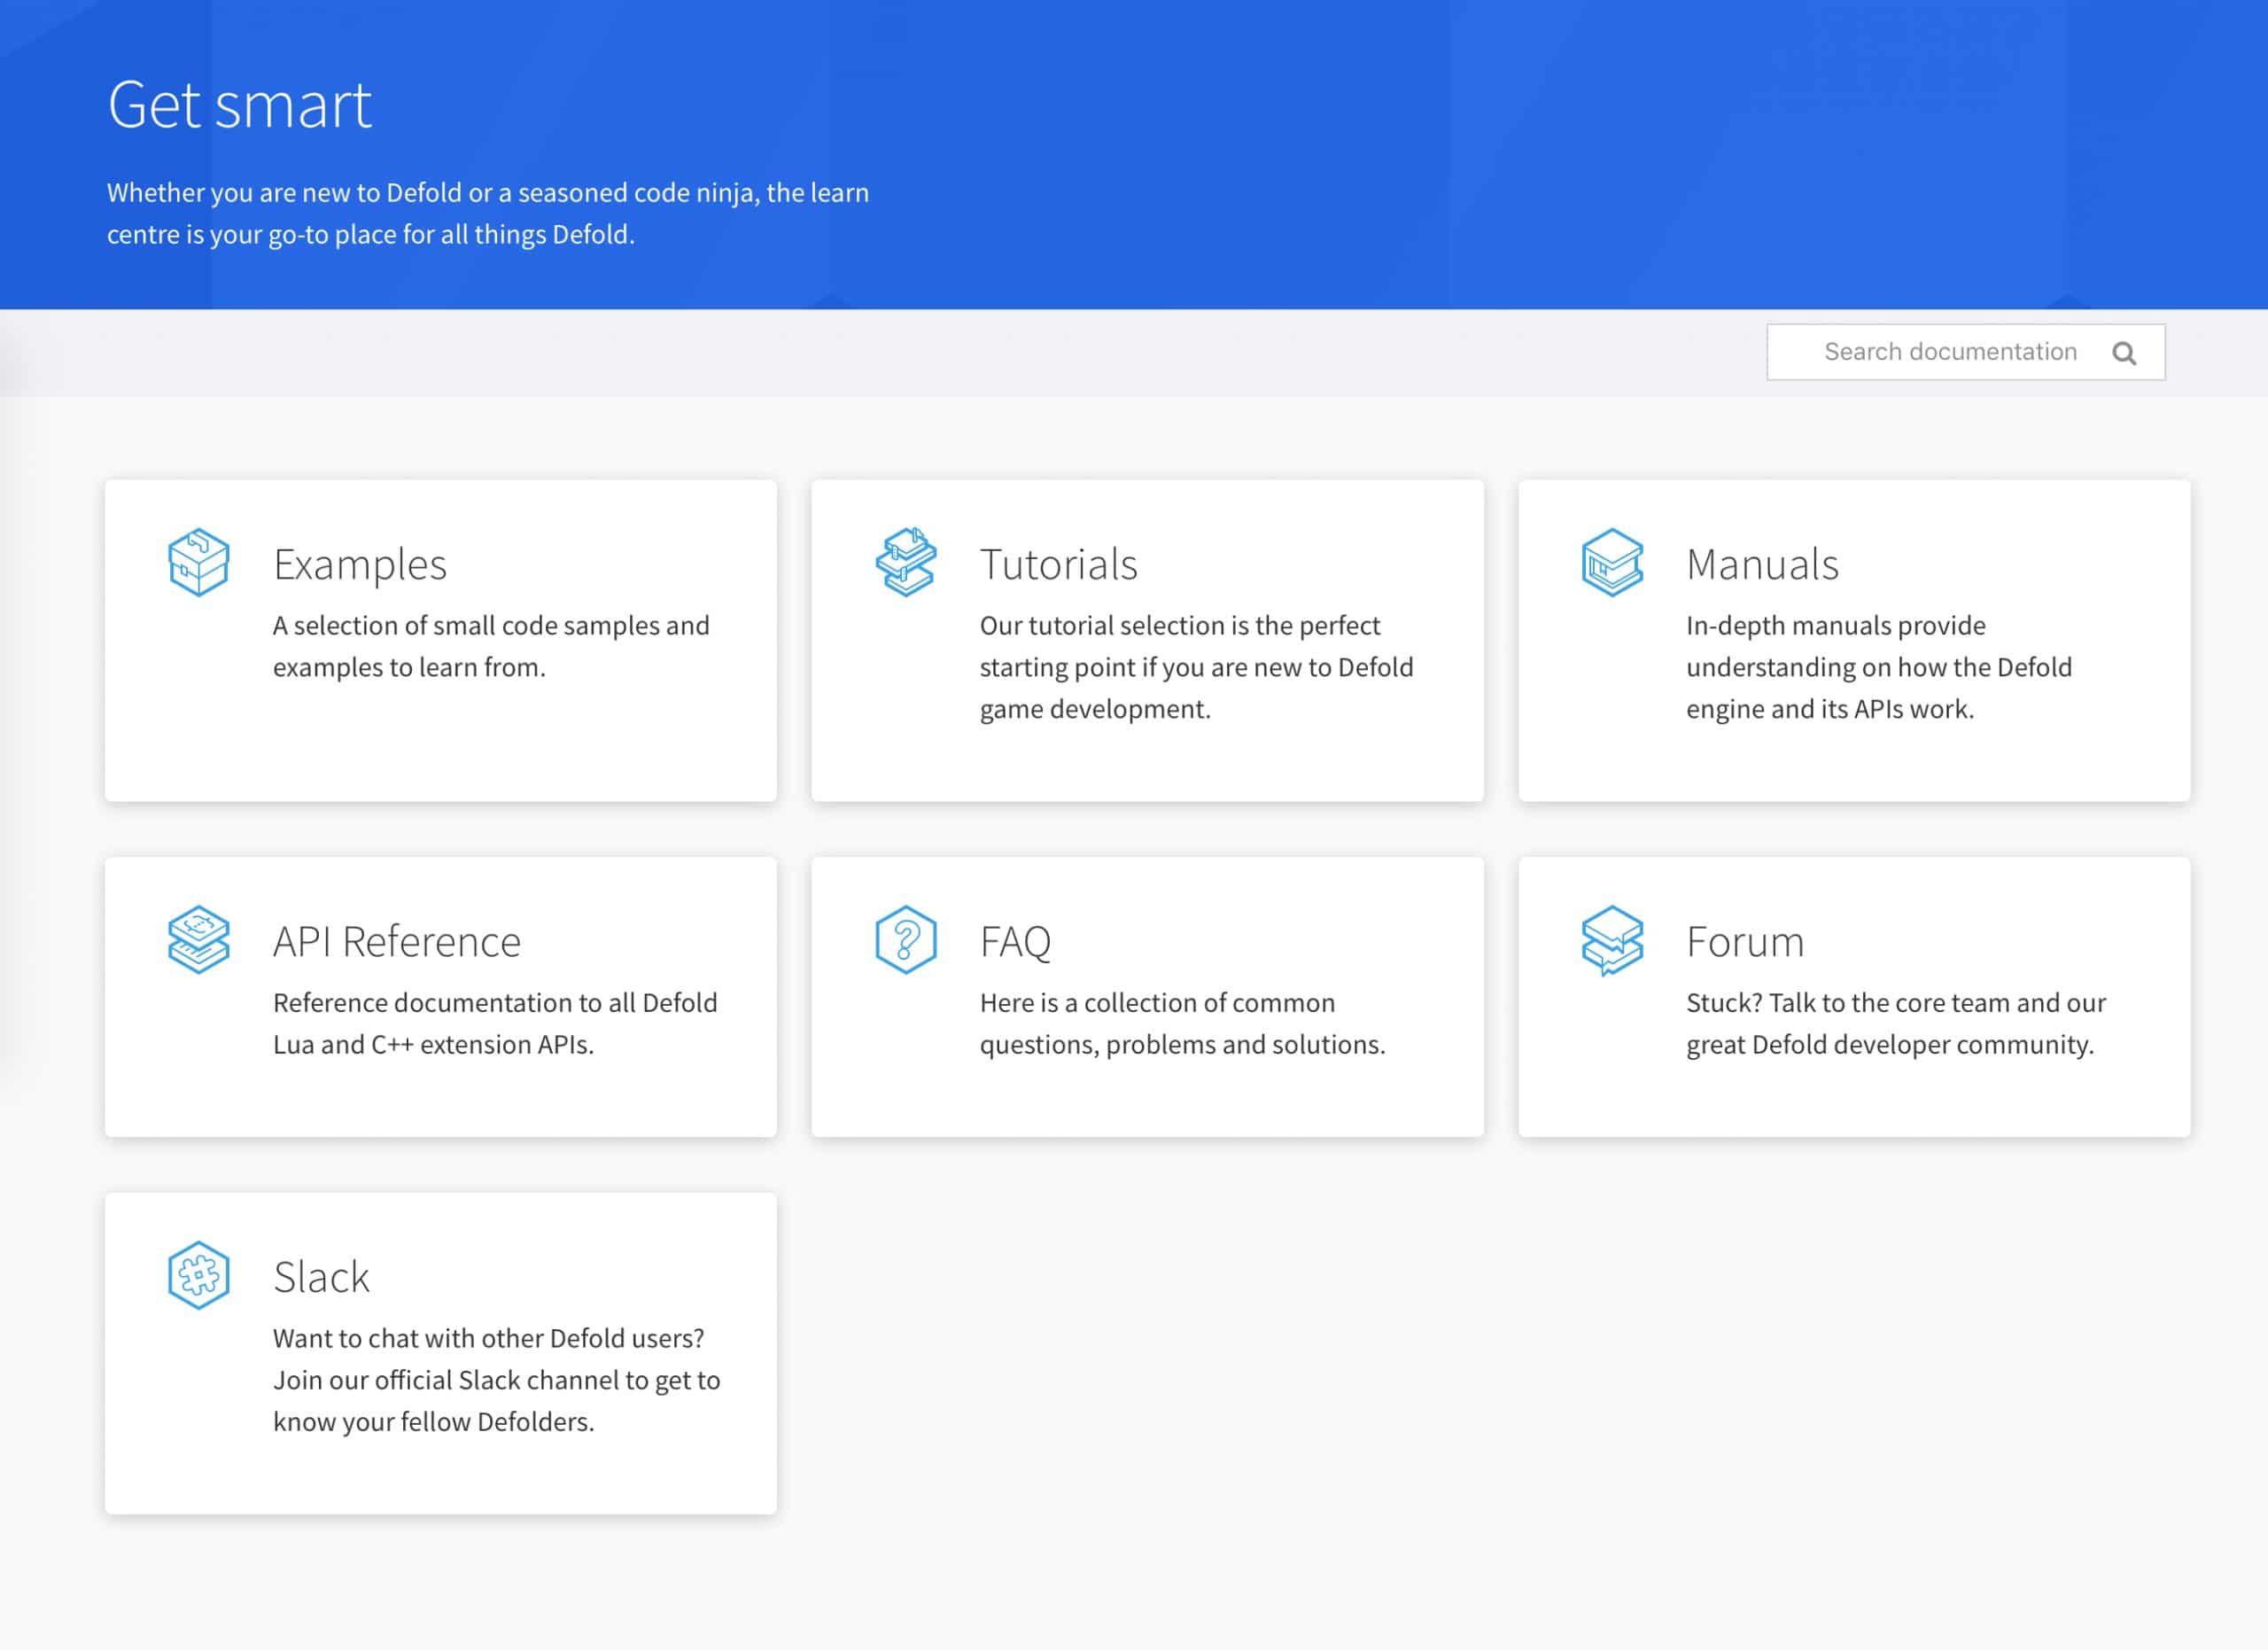 Get smart
Whether you are new to Defold or a seasoned code ninja, the learn
centre is your go-to place for all things Defold.
Search documentation
Examples
A selection of small code samples and
examples to learn from.
Tutorials
Our tutorial selection is the perfect
starting point if you are new to Defold
game development.
Manuals
In-depth manuals provide
understanding on how the Defold
engine and its APIs work.
API Reference
Reference documentation to all Defold
Lua and C++ extension APIs.
FAQ
Here is a collection of common
questions, problems and solutions.
Forum
Stuck? Talk to the core team and our
great Defold developer community.
Slack
Want to chat with other Defold users?
Join our official Slack channel to get to
know your fellow Defolders.